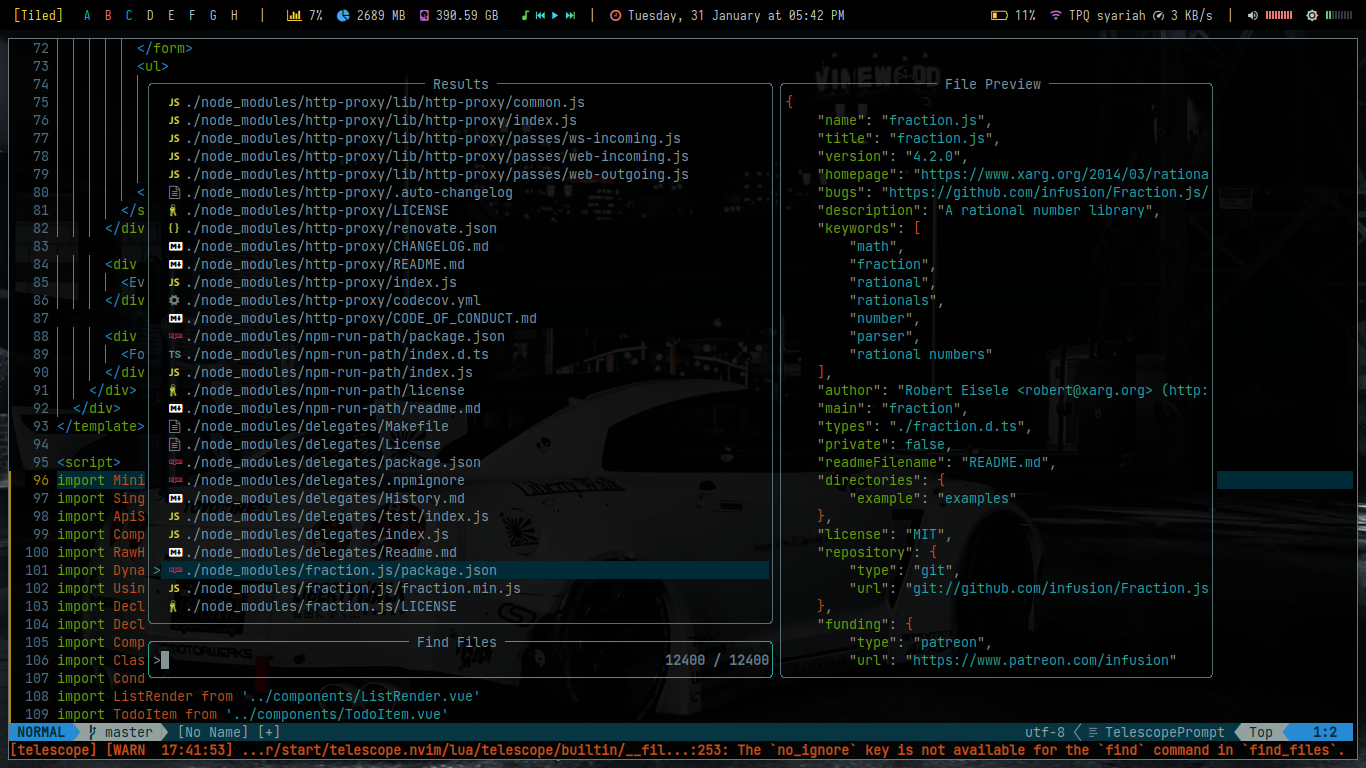 [Tiled] A B C D E F G H | 7% 2689 MB 390.59 GB | Tuesday, 31 January at 05:42 PM 11% TPQ syariah 3 KB/s |
72 </form>
73 <ul>
74
75
76
77
78
79
80 <
81 </s
82 </div
83
84 <div
85 <Ev
86 </div
87
88 <div
89 <Fo
90 </div
91 </div>
92 </div>
93 </template>
94
95 <script>
96 import Mini
97 import Sing
98 import ApiS
99 import Comp
100 import RawH
101 import Dyna
102 import Usin
103 import Decl
104 import Decl
105 import Comp
106 import Clas
107 import Cond
108 import ListRender from '../components/ListRender.vue'
109 import TodoItem from '../components/TodoItem.vue'
Results
JS ./node_modules/http-proxy/lib/http-proxy/common.js
JS ./node_modules/http-proxy/lib/http-proxy/index.js
JS ./node_modules/http-proxy/lib/http-proxy/passes/ws-incoming.js
JS ./node_modules/http-proxy/lib/http-proxy/passes/web-incoming.js
JS ./node_modules/http-proxy/lib/http-proxy/passes/web-outgoing.js
./node_modules/http-proxy/.auto-changelog
./node_modules/http-proxy/LICENSE
{} ./node_modules/http-proxy/renovate.json
M↓ ./node_modules/http-proxy/CHANGELOG.md
M↓ ./node_modules/http-proxy/README.md
JS ./node_modules/http-proxy/index.js
./node_modules/http-proxy/codecov.yml
M↓ ./node_modules/http-proxy/CODE_OF_CONDUCT.md
./node_modules/npm-run-path/package.json
TS ./node_modules/npm-run-path/index.d.ts
JS ./node_modules/npm-run-path/index.js
./node_modules/npm-run-path/license
M↓ ./node_modules/npm-run-path/readme.md
./node_modules/delegates/Makefile
./node_modules/delegates/License
./node_modules/delegates/package.json
./node_modules/delegates/.npmignore
M↓ ./node_modules/delegates/History.md
JS ./node_modules/delegates/test/index.js
JS ./node_modules/delegates/index.js
M↓ ./node_modules/delegates/Readme.md
> ./node_modules/fraction.js/package.json
JS ./node_modules/fraction.js/fraction.min.js
./node_modules/fraction.js/LICENSE
Find Files
> 12400 / 12400
File Preview
{
"name": "fraction.js",
"title": "fraction.js",
"version": "4.2.0",
"homepage": "https://www.xarg.org/2014/03/rationa
"bugs": "https://github.com/infusion/Fraction.js/
"description": "A rational number library",
"keywords": [
"math",
"fraction",
"rational",
"rationals",
"number",
"parser",
"rational numbers"
],
"author": "Robert Eisele <robert@xarg.org> (http:
"main": "fraction",
"types": "./fraction.d.ts",
"private": false,
"readmeFilename": "README.md",
"directories": {
"example": "examples"
},
"license": "MIT",
"repository": {
"type": "git",
"url": "git://github.com/infusion/Fraction.js
},
"funding": {
"type": "patreon",
"url": "https://www.patreon.com/infusion"
VINEWOOD
Liberty Walk
MOTORWERKS
NORMAL master [No Name] [+] utf-8 TelescopePrompt Top 1:2
[telescope] [WARN 17:41:53] ...r/start/telescope.nvim/lua/telescope/builtin/__fil...:253: The `no_ignore` key is not available for the `find` command in `find_files`.